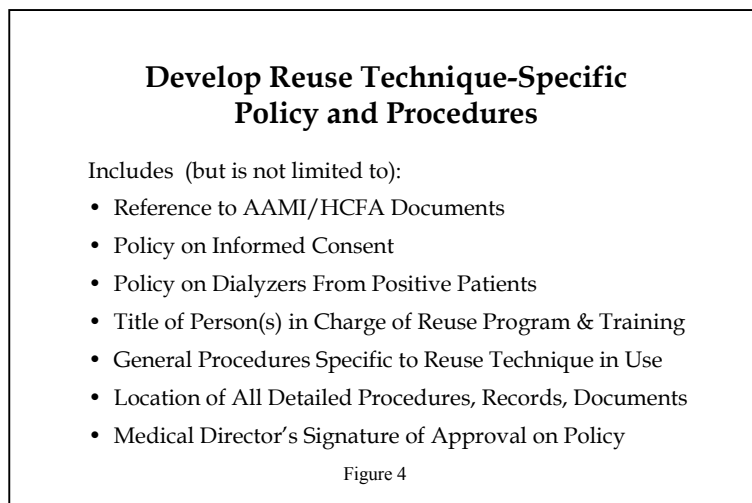 Develop Reuse Technique-Specific
Policy and Procedures
Includes (but is not limited to):
• Reference to AAMI/HCFA Documents
• Policy on Informed Consent
• Policy on Dialyzers From Positive Patients
• Title of Person(s) in Charge of Reuse Program & Training
• General Procedures Specific to Reuse Technique in Use
• Location of All Detailed Procedures, Records, Documents
• Medical Director's Signature of Approval on Policy
Figure 4